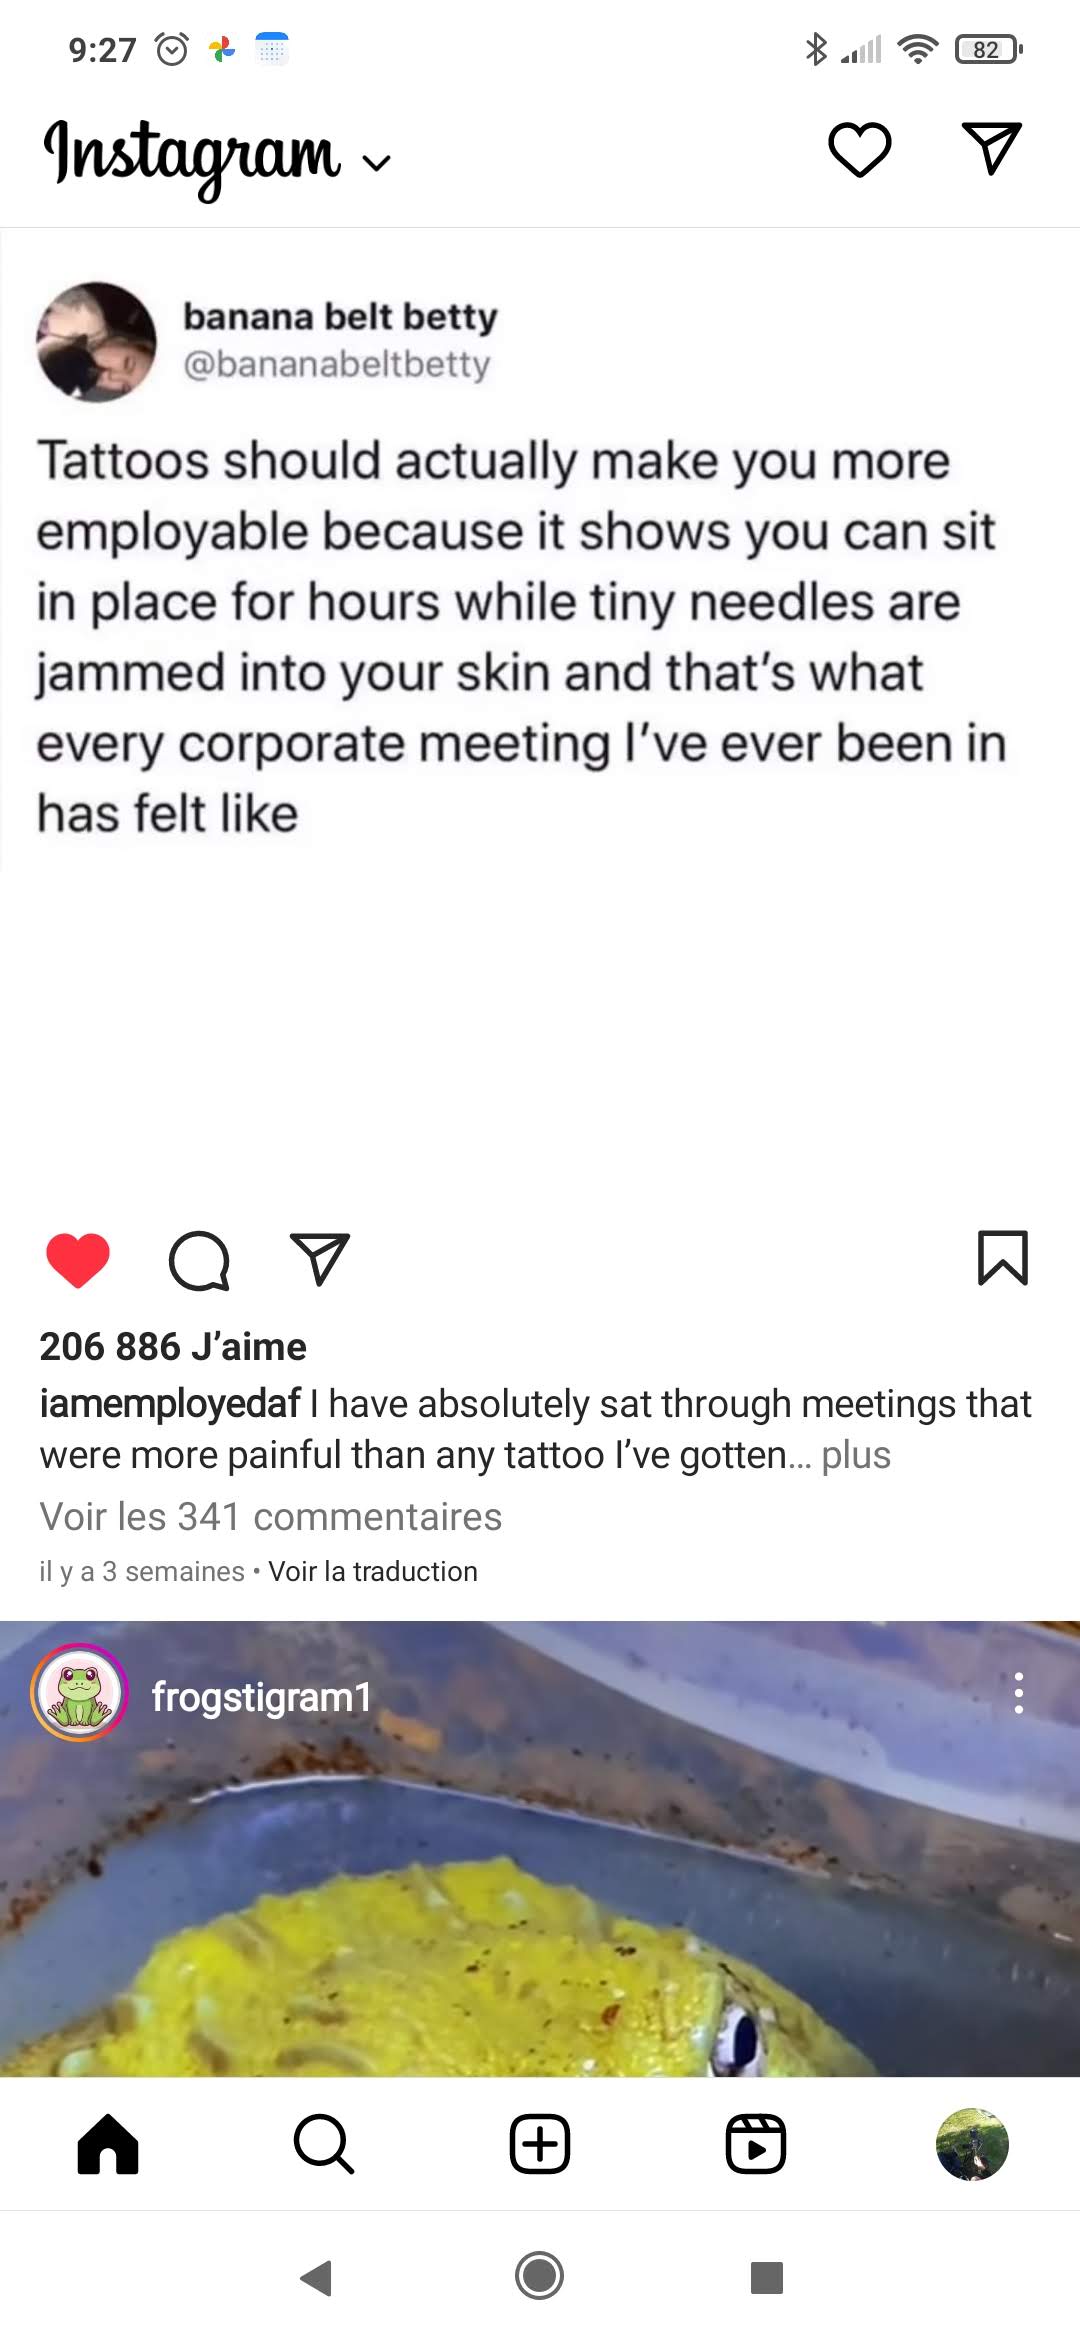 9:27
82
Instagram
banana belt betty
@bananabeltbetty
Tattoos should actually make you more
employable because it shows you can sit
in place for hours while tiny needles are
jammed into your skin and that's what
every corporate meeting I've ever been in
has felt like
206 886 J’aime
iamemployedaf I have absolutely sat through meetings that
were more painful than any tattoo I’ve gotten... plus
Voir les 341 commentaires
il y a 3 semaines • Voir la traduction
frogstigram1